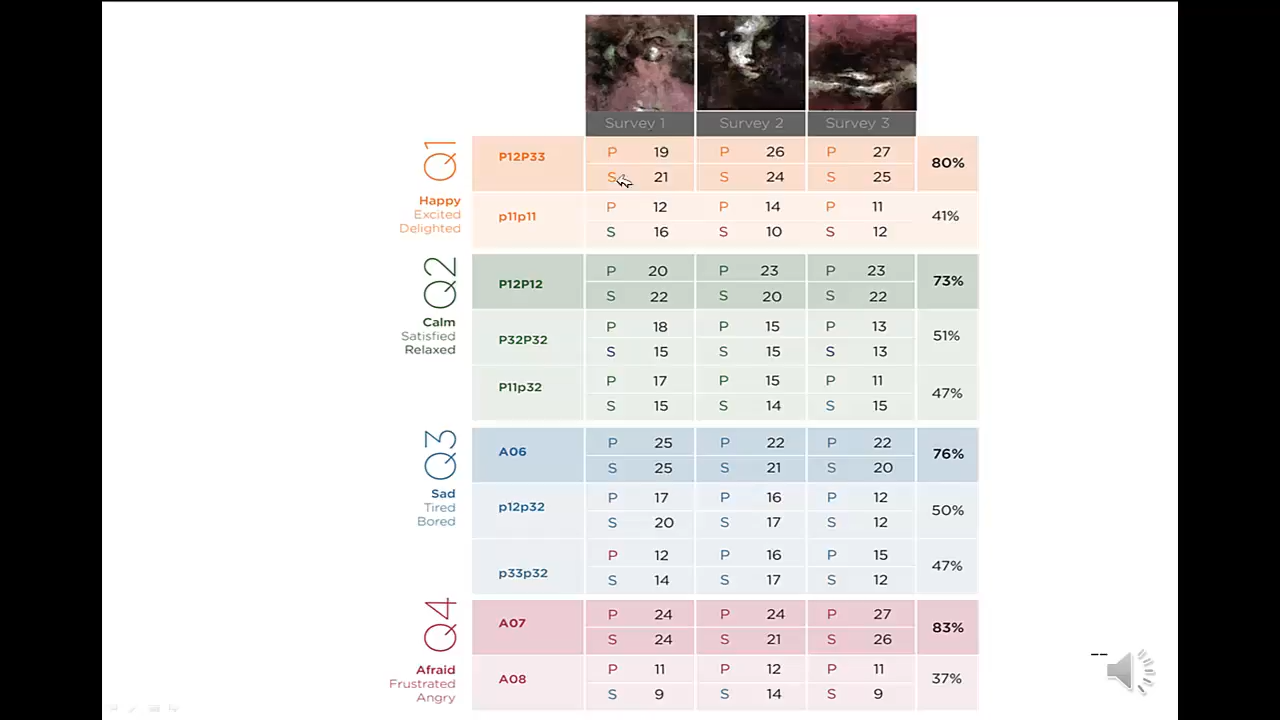 Survey 1 Survey 2 Survey 3
Q1
Happy
Excited
Delighted
P12P33 P 19 P 26 P 27 80%
S 21 S 24 S 25
p11p11 P 12 P 14 P 11 41%
S 16 S 10 S 12
Q2
Calm
Satisfied
Relaxed
P12P12 P 20 P 23 P 23 73%
S 22 S 20 S 22
P32P32 P 18 P 15 P 13 51%
S 15 S 15 S 13
P11p32 P 17 P 15 P 11 47%
S 15 S 14 S 15
Q3
Sad
Tired
Bored
A06 P 25 P 22 P 22 76%
S 25 S 21 S 20
p12p32 P 17 P 16 P 12 50%
S 20 S 17 S 12
p33p32 P 12 P 16 P 15 47%
S 14 S 17 S 12
Q4
Afraid
Frustrated
Angry
A07 P 24 P 24 P 27 83%
S 24 S 21 S 26
A08 P 11 P 12 P 11 37%
S 9 S 14 S 9